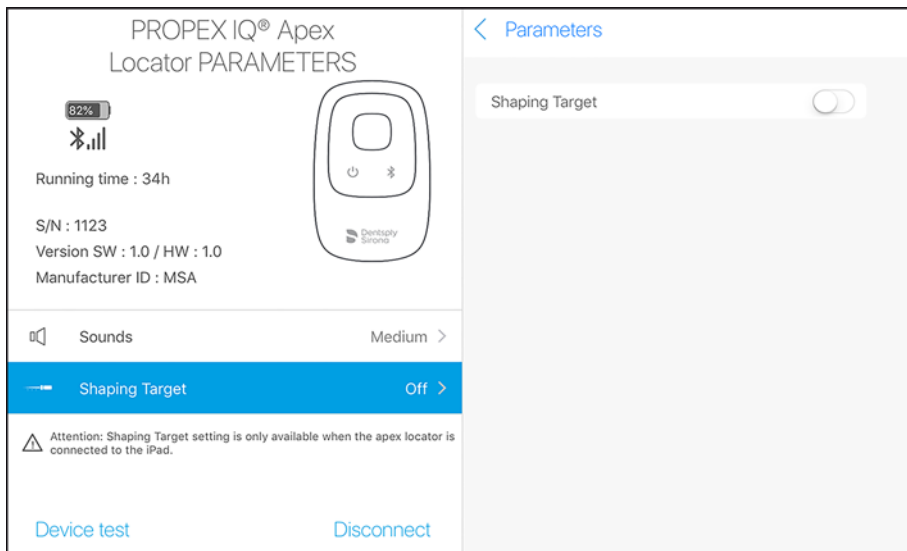 PROPEX IQ® Apex
Locator PARAMETERS
82%
Running time : 34h
S/N : 1123
Version SW : 1.0 / HW : 1.0
Manufacturer ID : MSA
Dentsply
Sirona
Sounds Medium >
Shaping Target Off >
Attention: Shaping Target setting is only available when the apex locator is
connected to the iPad.
Device test Disconnect
< Parameters
Shaping Target